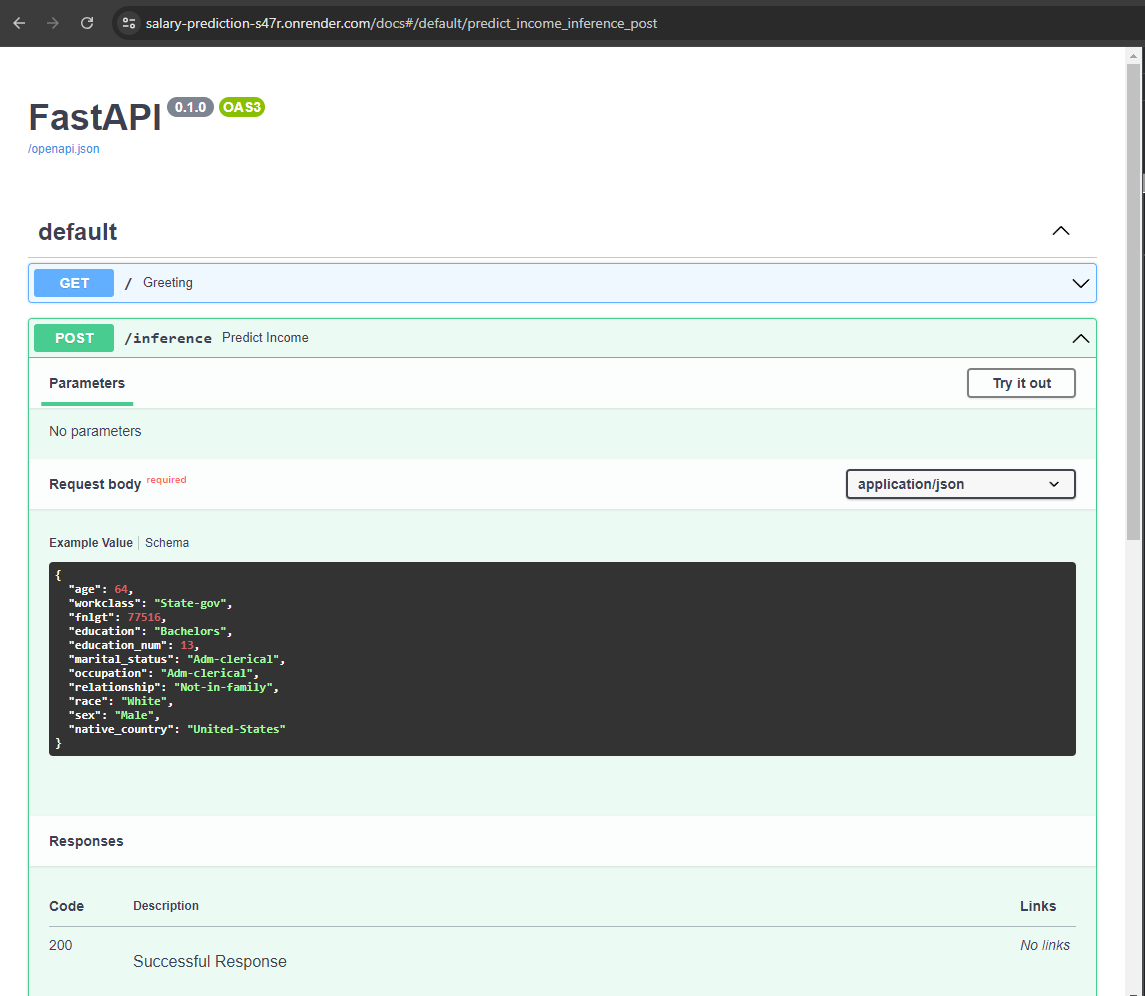 salary-prediction-s47r.onrender.com/docs#/default/predict_income_inference_post
FastAPI 0.1.0 OAS3
/openapi.json
default
GET / Greeting
POST /inference Predict Income
Parameters Try it out
No parameters
Request body required application/json
Example Value Schema
{
"age": 64,
"workclass": "State-gov",
"fnlgt": 77516,
"education": "Bachelors",
"education_num": 13,
"marital_status": "Adm-clerical",
"occupation": "Adm-clerical",
"relationship": "Not-in-family",
"race": "White",
"sex": "Male",
"native_country": "United-States"
}
Responses
Code Description Links
200 No links
Successful Response